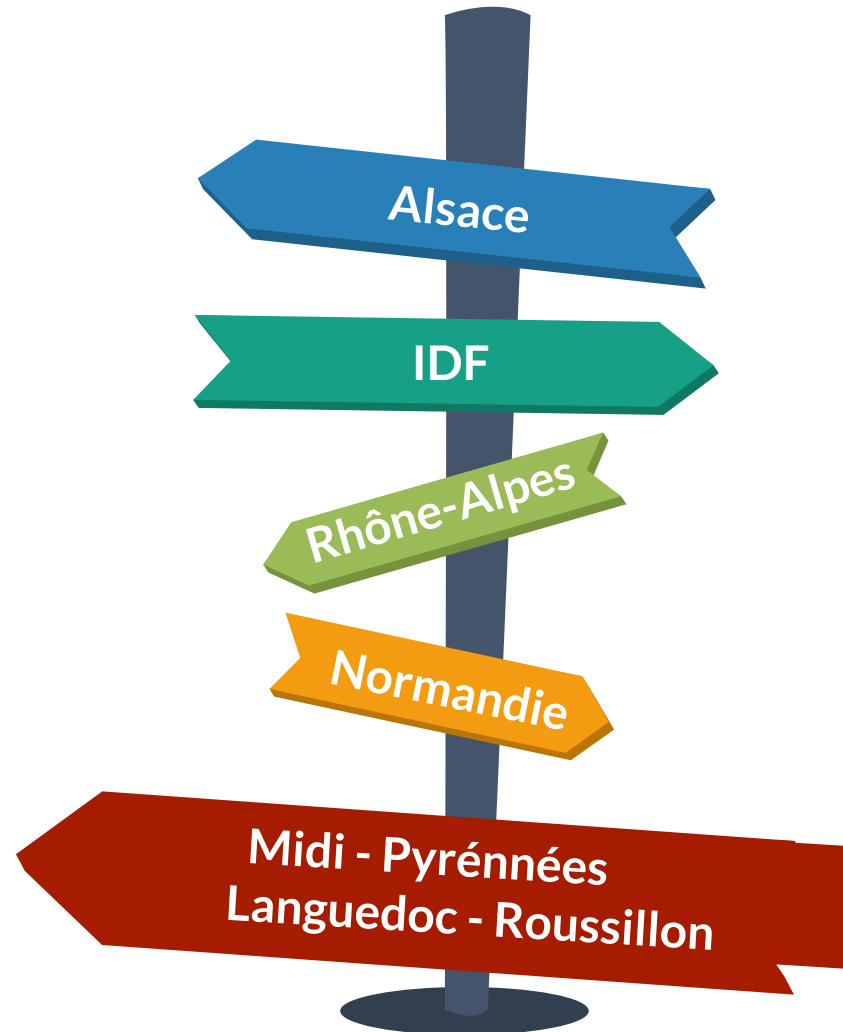 Alsace
IDF
Rhône-Alpes
Normandie
Midi - Pyrénnées
Languedoc - Roussillon